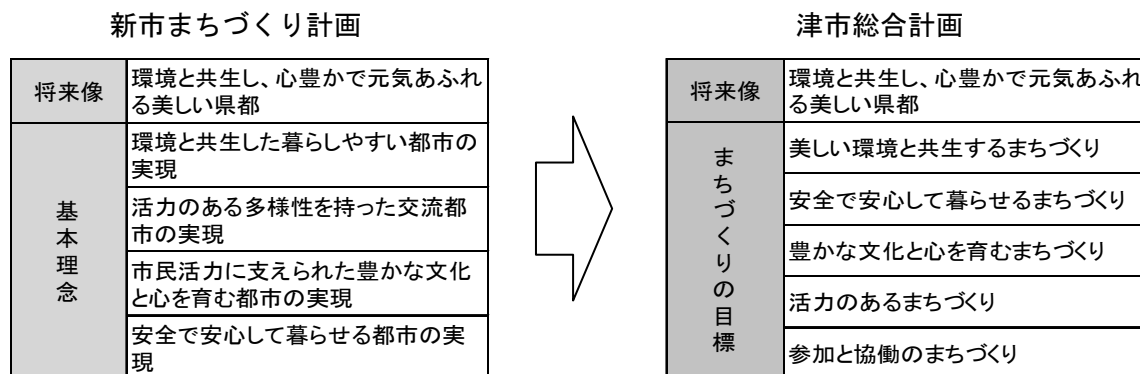 新市まちづくり計画
将来像
環境と共生し、心豊かで元気あふれ
る美しい県都
基本理念
環境と共生した暮らしやすい都市の
実現
活力のある多様性を持った交流都
市の実現
市民活力に支えられた豊かな文化
と心を育む都市の実現
安全で安心して暮らせる都市の実
現
津市総合計画
将来像
環境と共生し、心豊かで元気あふれ
る美しい県都
まちづくりの目標
美しい環境と共生するまちづくり
安全で安心して暮らせるまちづくり
豊かな文化と心を育むまちづくり
活力のあるまちづくり
参加と協働のまちづくり